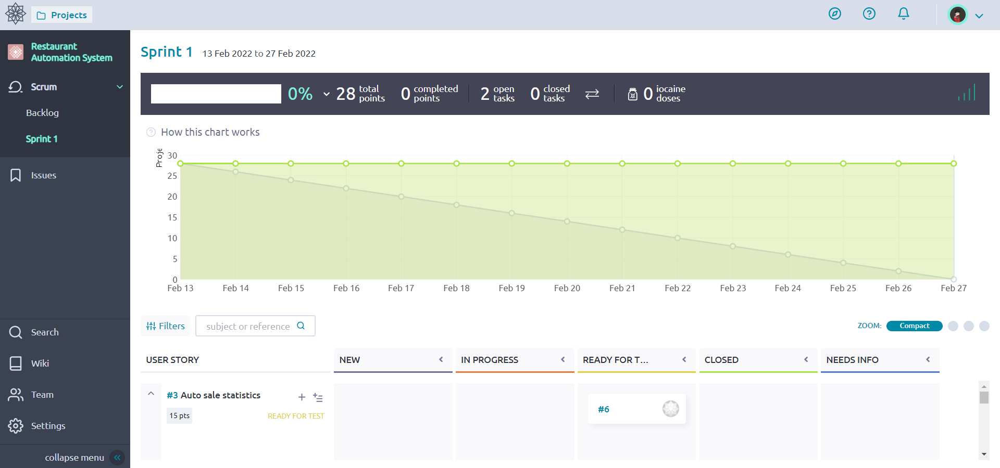 Projects
Restaurant
Automation System
Scrum
Backlog
Sprint 1
Issues
Search
Wiki
Team
Settings
collapse menu
Sprint 1 13 Feb 2022 to 27 Feb 2022
0% 28 total points 0 completed points 2 open tasks 0 closed tasks 0 iocaine doses
How this chart works
Proje
30
25
20
15
10
5
0
Feb 13 Feb 14 Feb 15 Feb 16 Feb 17 Feb 18 Feb 19 Feb 20 Feb 21 Feb 22 Feb 23 Feb 24 Feb 25 Feb 26 Feb 27
Filters subject or reference ZOOM: Compact
USER STORY NEW IN PROGRESS READY FOR T... CLOSED NEEDS INFO
#3 Auto sale statistics
15 pts READY FOR TEST
#6